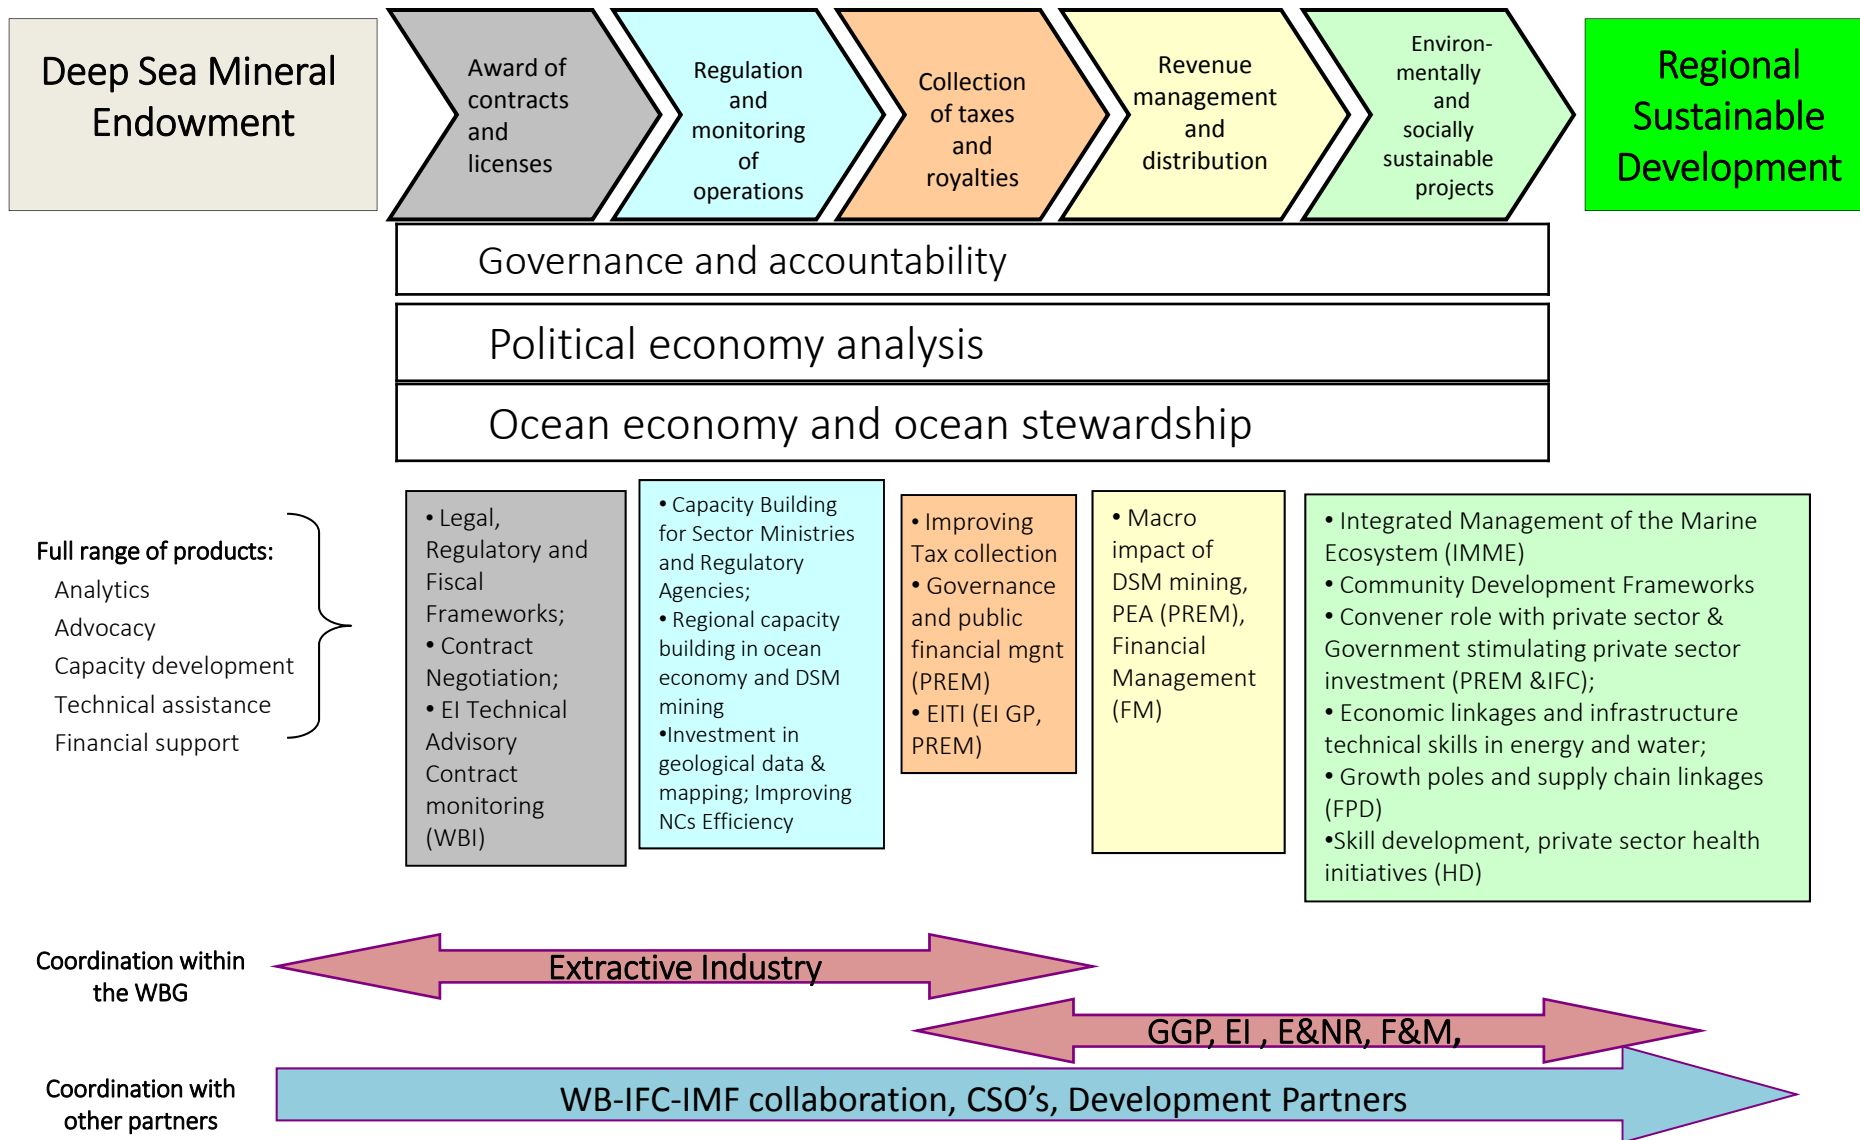 Deep Sea Mineral
Endowment
Award of
contracts
and
licenses
Regulation
and
monitoring
of
operations
Collection
of taxes
and
royalties
Revenue
management
and
distribution
Environ-
mentally
and
socially
sustainable
projects
Regional
Sustainable
Development
Governance and accountability
Political economy analysis
Ocean economy and ocean stewardship
Full range of products:
Analytics
Advocacy
Capacity development
Technical assistance
Financial support
• Legal,
Regulatory and
Fiscal
Frameworks;
• Contract
Negotiation;
• EI Technical
Advisory
Contract
monitoring
(WBI)
• Capacity Building
for Sector Ministries
and Regulatory
Agencies;
• Regional capacity
building in ocean
economy and DSM
mining
•Investment in
geological data &
mapping; Improving
NCs Efficiency
• Improving
Tax collection
• Governance
and public
financial mgnt
(PREM)
• EITI (EI GP,
PREM)
• Macro
impact of
DSM mining,
PEA (PREM),
Financial
Management
(FM)
• Integrated Management of the Marine
Ecosystem (IMME)
• Community Development Frameworks
• Convener role with private sector &
Government stimulating private sector
investment (PREM &IFC);
• Economic linkages and infrastructure
technical skills in energy and water;
• Growth poles and supply chain linkages
(FPD)
•Skill development, private sector health
initiatives (HD)
Coordination within
the WBG
Extractive Industry
GGP, EI , E&NR, F&M,
Coordination with
other partners
WB-IFC-IMF collaboration, CSO's, Development Partners